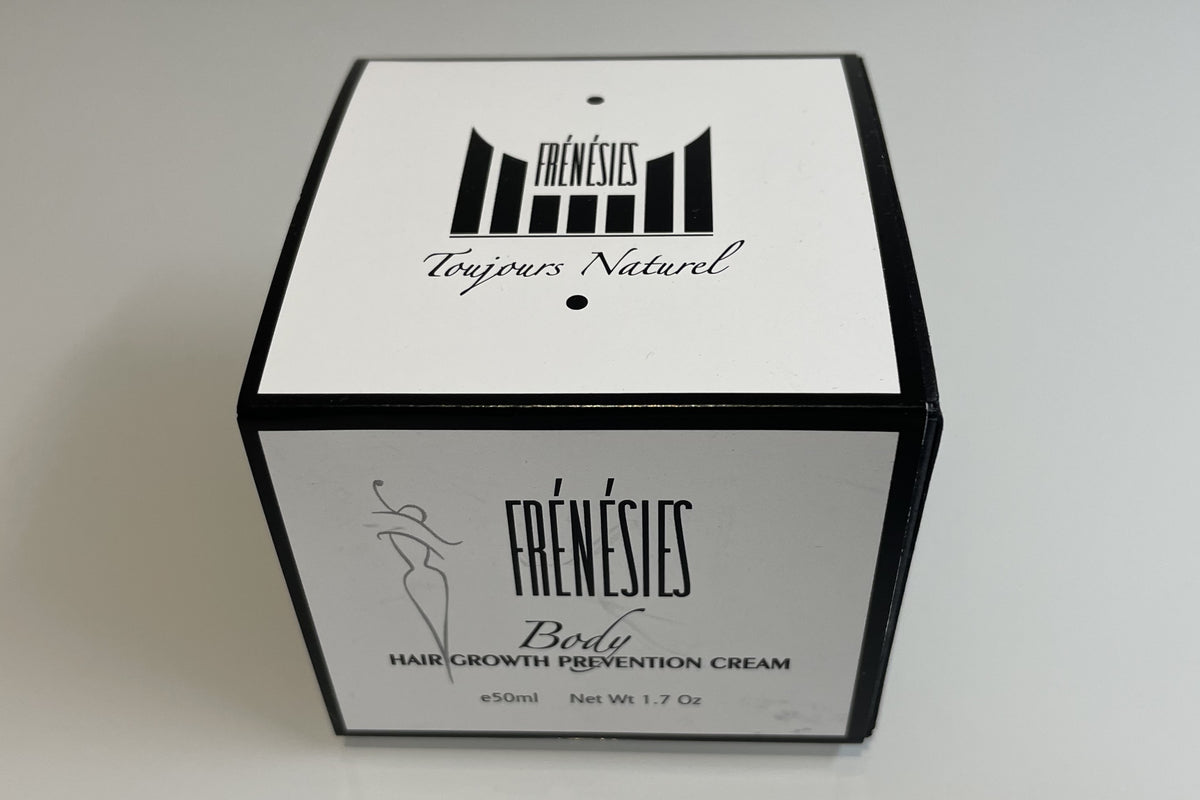 FRÉNÉSIES
Toujours Naturel
FRÉNÉSIES
Body
HAIR GROWTH PREVENTION CREAM
e50ml Net Wt 1.7 Oz